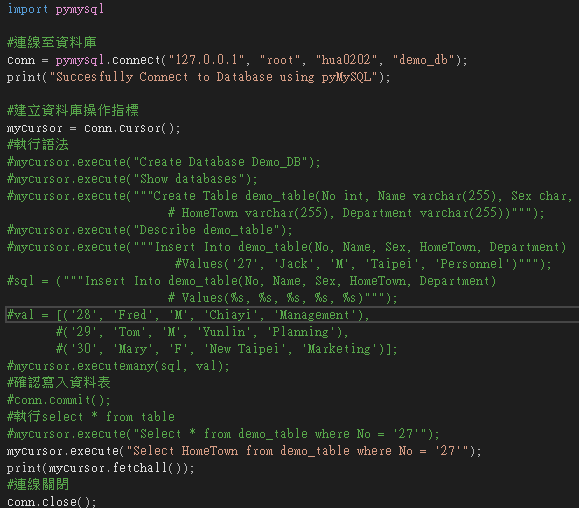 import pymysql
#連線至資料庫
conn = pymysql.connect("127.0.0.1", "root", "hua0202", "demo_db");
print("Succesfully Connect to Database using pyMySQL");
#建立資料庫操作指標
mycursor = conn.cursor();
#執行語法
#mycursor.execute("Create Database Demo_DB");
#mycursor.execute("Show databases");
#mycursor.execute("""Create Table demo_table(No int, Name varchar(255), Sex char,
# HomeTown varchar(255), Department varchar(255))""");
#mycursor.execute("Describe demo_table");
#mycursor.execute("""Insert Into demo_table(No, Name, Sex, HomeTown, Department)
#Values('27', 'Jack', 'M', 'Taipei', 'Personnel')""");
#sql = ("""Insert Into demo_table(No, Name, Sex, HomeTown, Department)
# Values(%s, %s, %s, %s, %s)""");
#val = [('28', 'Fred', 'M', 'Chiayi', 'Management'),
#('29', 'Tom', 'M', 'Yunlin', 'Planning'),
#('30', 'Mary', 'F', 'New Taipei', 'Marketing')];
#mycursor.executemany(sql, val);
#確認寫入資料表
#conn.commit();
#執行select * from table
#mycursor.execute("Select * from demo_table where No = '27'");
mycursor.execute("Select HomeTown from demo_table where No = '27'");
print(mycursor.fetchall());
#連線關閉
conn.close();